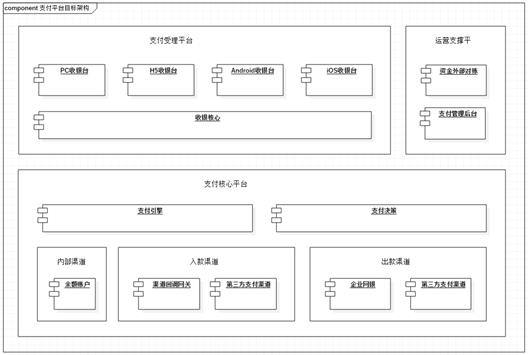 component 支付平台目标架构
支付受理平台
运营支撑平
PC收银台
H5收银台
Android收银台
iOS收银台
资金外部对账
收银核心
支付管理后台
支付核心平台
支付引擎
支付决策
内部渠道
入款渠道
出款渠道
余额账户
渠道回调网关
第三方支付渠道
企业网银
第三方支付渠道